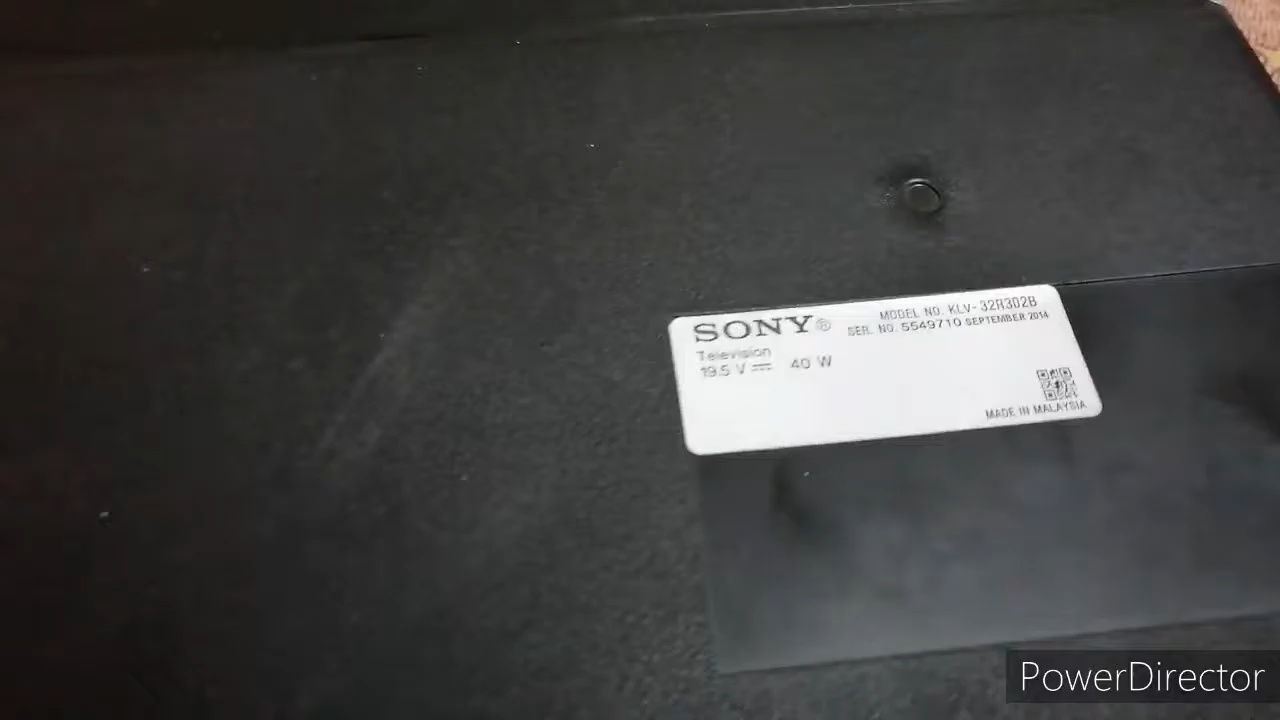 SONY®
MODEL NO. KLV-32R302B
SER. NO. 5549710 SEPTEMBER 2014
Television
19.5 V ⎓ 40 W
MADE IN MALAYSIA
PowerDirector